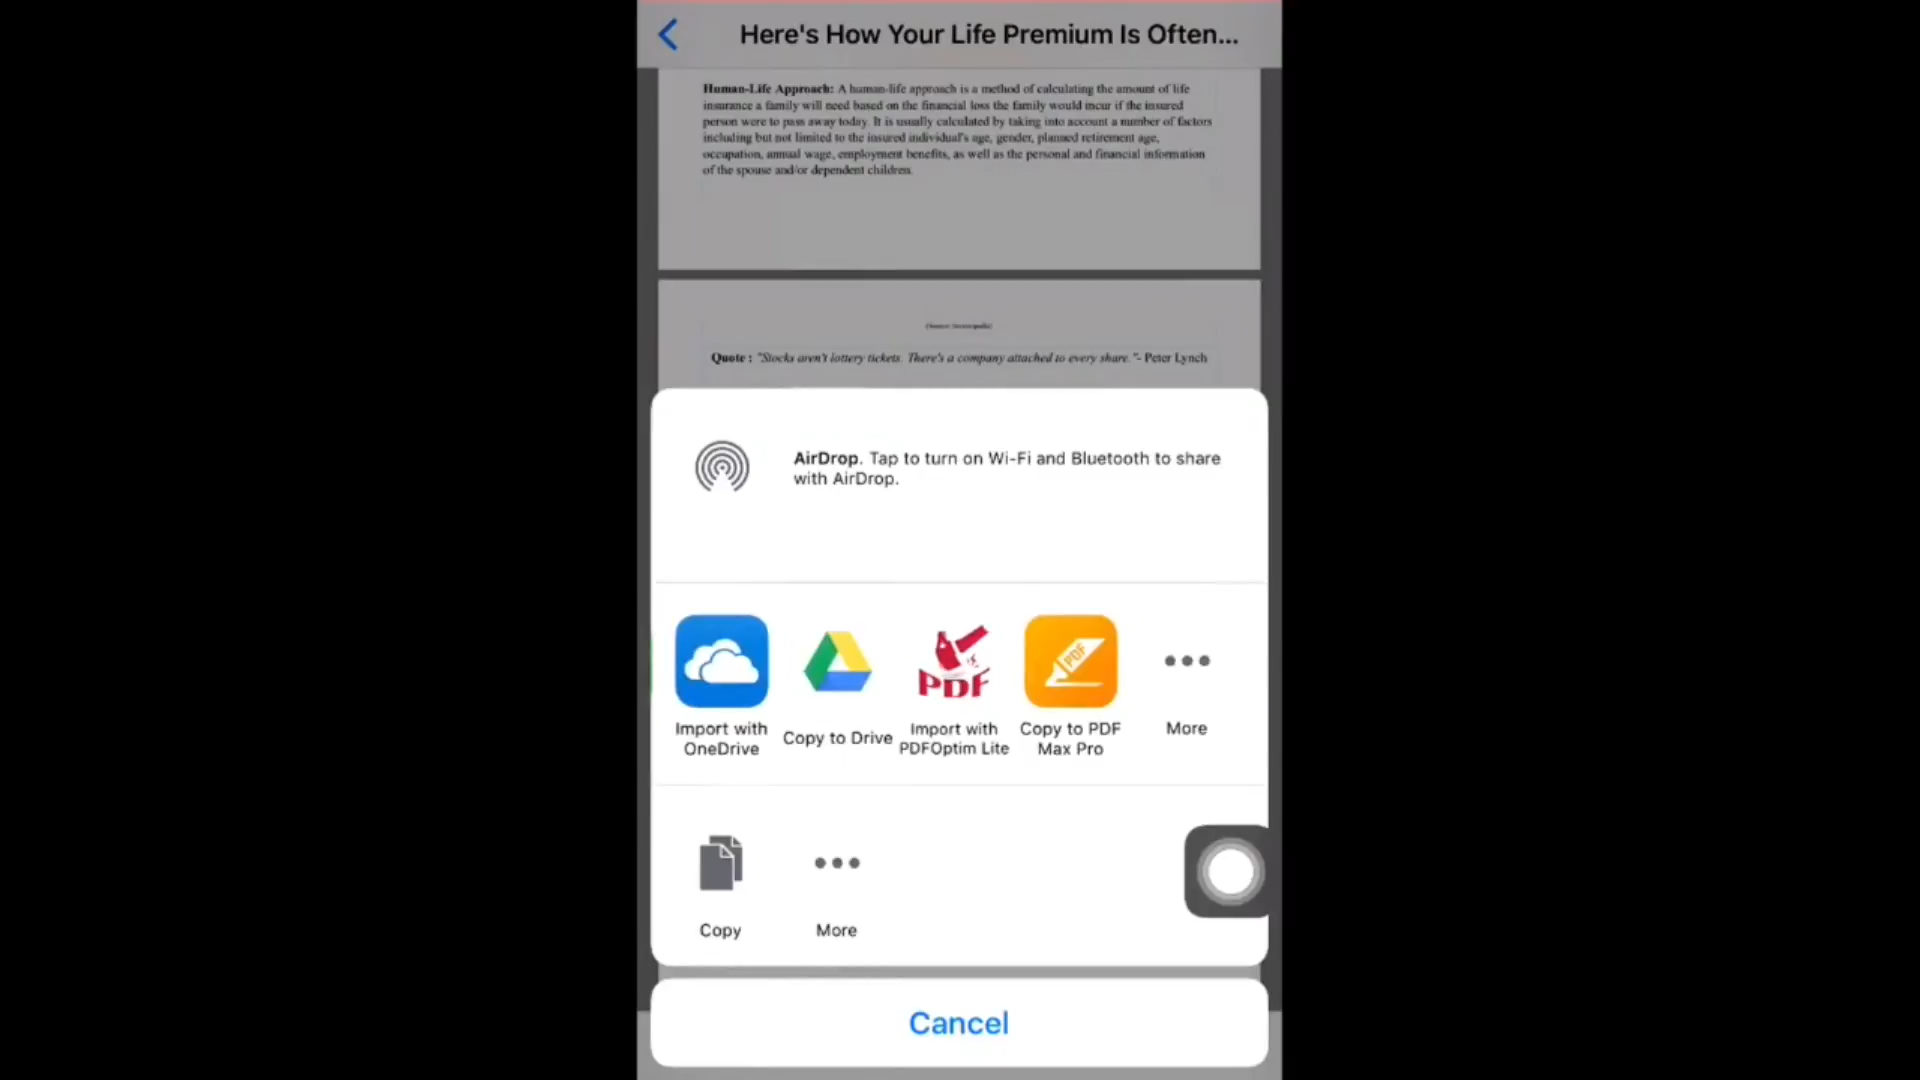 Here's How Your Life Premium Is Often...
Human-Life Approach: A human-life approach is a method of calculating the amount of life
insurance a family will need based on the financial loss the family would incur if the insured
person were to pass away today. It is usually calculated by taking into account a number of factors
including but not limited to the insured individual's age, gender, planned retirement age,
occupation, annual wage, employment benefits, as well as the personal and financial information
of the spouse and/or dependent children.
(Source: Investopedia)
Quote : "Stocks aren't lottery tickets. There's a company attached to every share."- Peter Lynch
AirDrop. Tap to turn on Wi-Fi and Bluetooth to share
with AirDrop.
PDF
PDF
Import with
OneDrive
Copy to Drive
Import with
PDFOptim Lite
Copy to PDF
Max Pro
More
Copy
More
Cancel